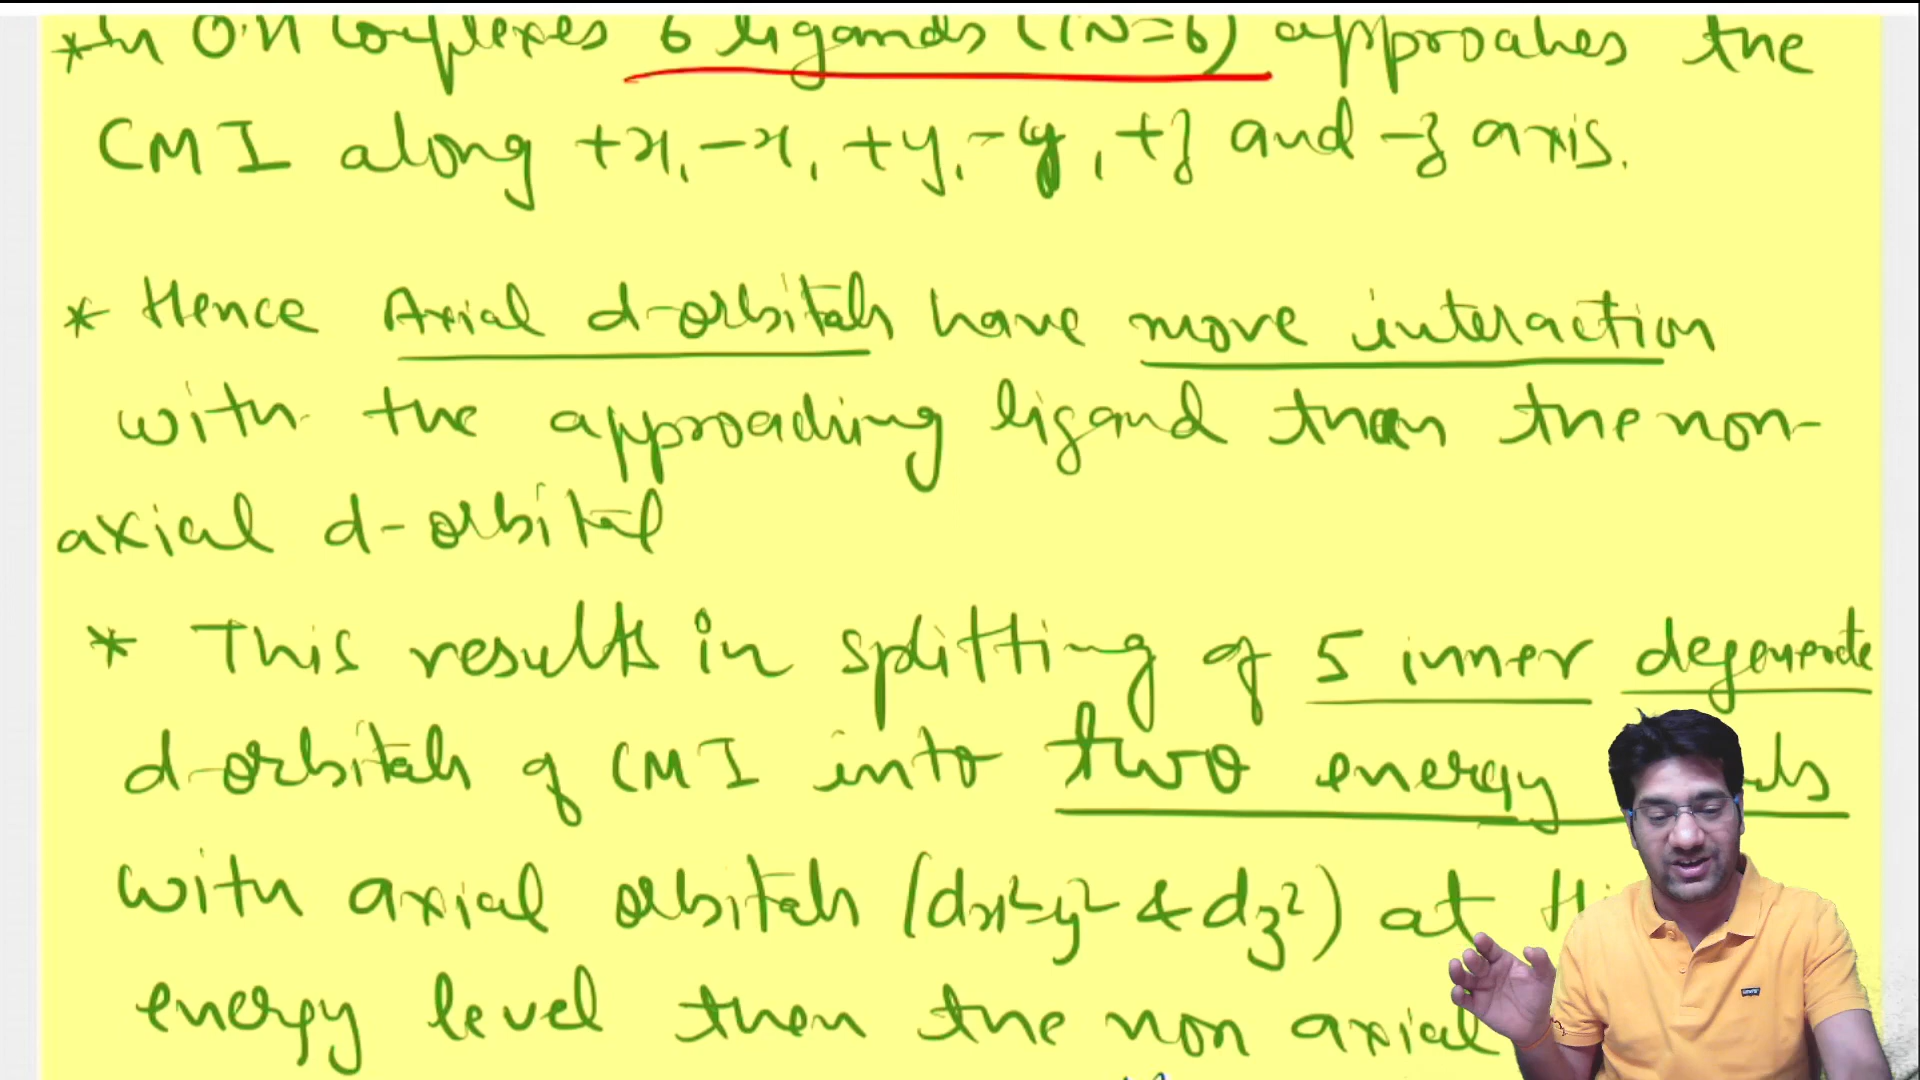 *In O.H Complexes 6 ligands (CN=6) approaches the
CMI along +x, -x, +y, -y, +z and -z axis.
* Hence Axial d-orbitals have more interaction
with the approaching ligand than the non-
axial d-orbital
* This results in splitting of 5 inner degenerate
d-orbitals of CMI into two energy
with axial orbitals (dx²-y² & dz²) at
energy level then the non axial